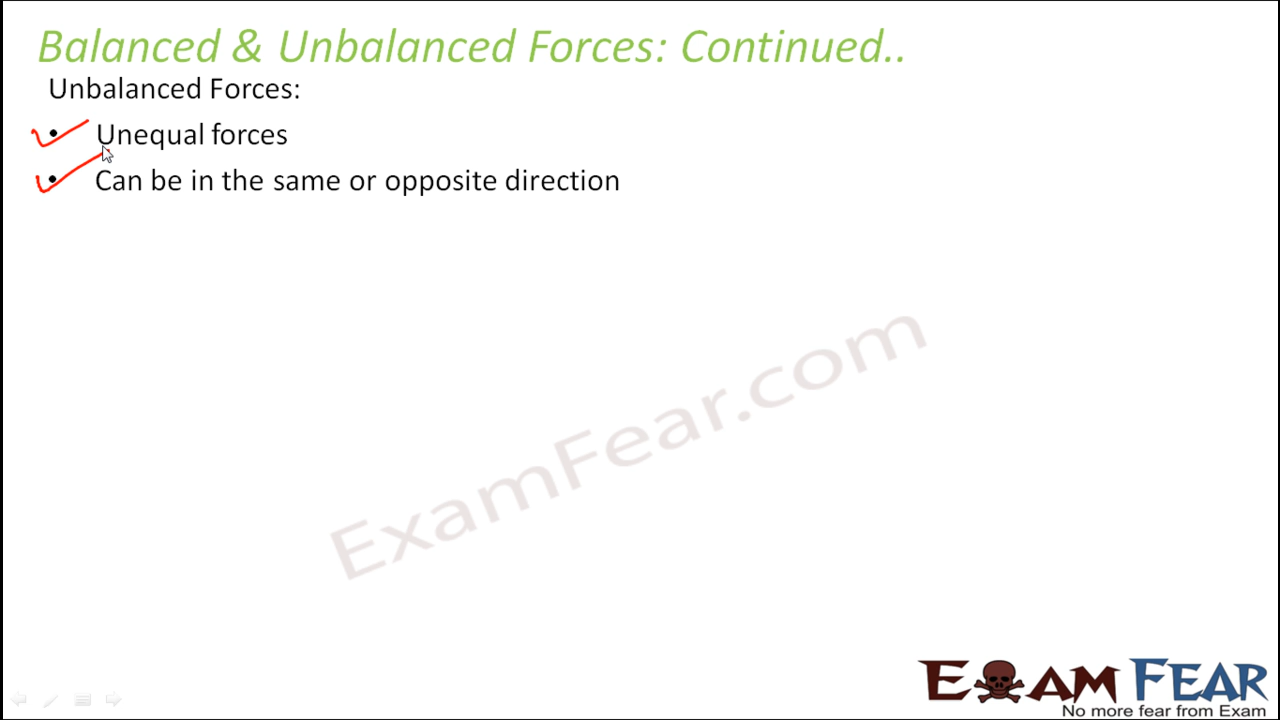 Balanced & Unbalanced Forces: Continued..
Unbalanced Forces:
• Unequal forces
• Can be in the same or opposite direction
ExamFear.com
EXAM FEAR
No more fear from Exam